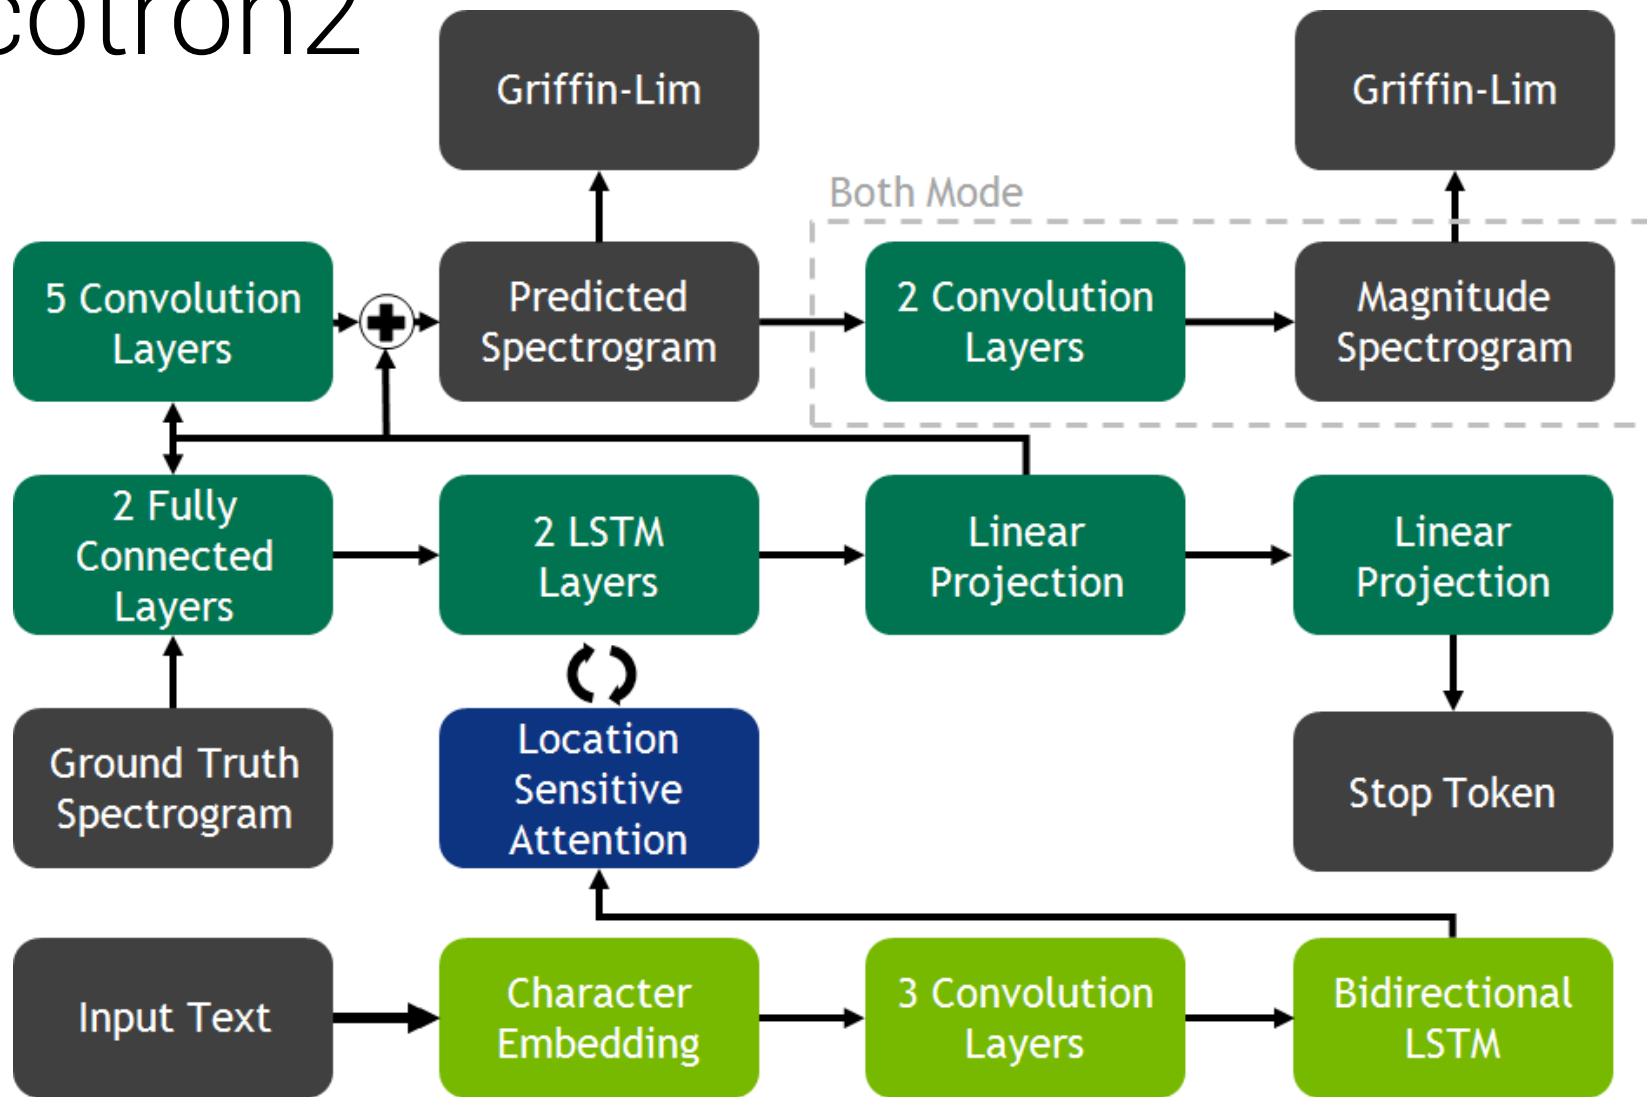 cotron2
Griffin-Lim
Griffin-Lim
Both Mode
5 Convolution
Layers
Predicted
Spectrogram
2 Convolution
Layers
Magnitude
Spectrogram
2 Fully
Connected
Layers
2 LSTM
Layers
Linear
Projection
Linear
Projection
Ground Truth
Spectrogram
Location
Sensitive
Attention
Stop Token
Input Text
Character
Embedding
3 Convolution
Layers
Bidirectional
LSTM